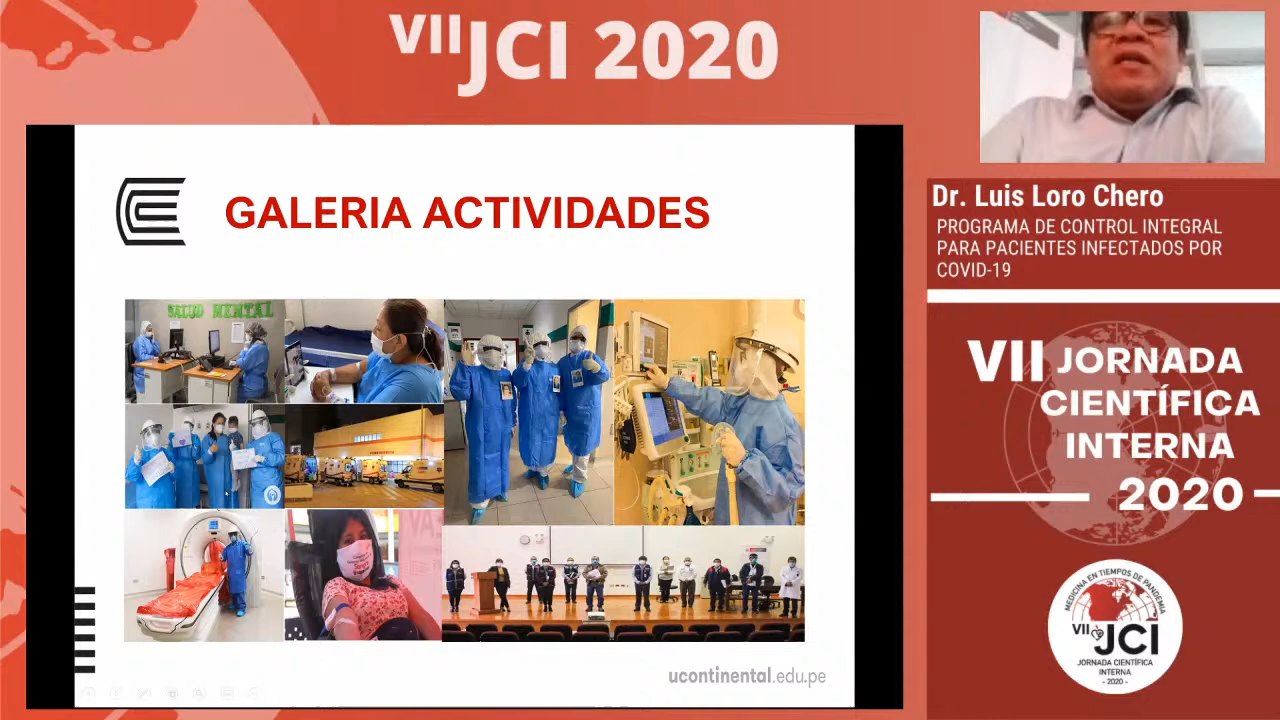 VII JCI 2020
GALERIA ACTIVIDADES
SALUD MENTAL
ucontinental.edu.pe
Dr. Luis Loro Chero
PROGRAMA DE CONTROL INTEGRAL
PARA PACIENTES INFECTADOS POR
COVID-19
VII JORNADA
CIENTÍFICA
INTERNA
2020
MEDICINA EN TIEMPOS DE PANDEMIA
VII JCI
JORNADA CIENTÍFICA
INTERNA
- 2020 -